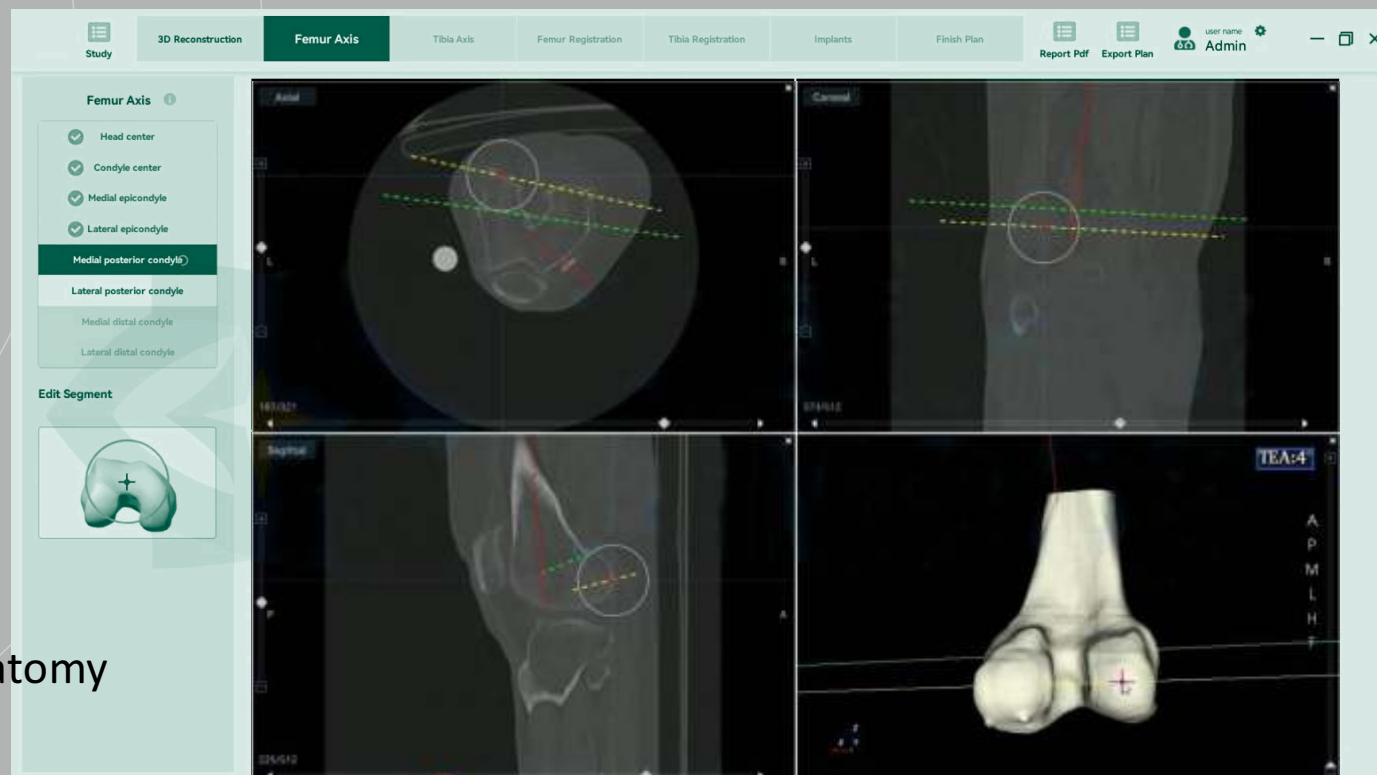 Study
3D Reconstruction
Femur Axis
Tibia Axis
Femur Registration
Tibia Registration
Implants
Finish Plan
Report Pdf
Export Plan
user name
Admin
Femur Axis
Head center
Condyle center
Medial epicondyle
Lateral epicondyle
Medial posterior condyle
Lateral posterior condyle
Medial distal condyle
Lateral distal condyle
Edit Segment
Axial
L
Coronal
L
Sagittal
P
A
TEA:4°
A
P
M
L
H
F
atomy